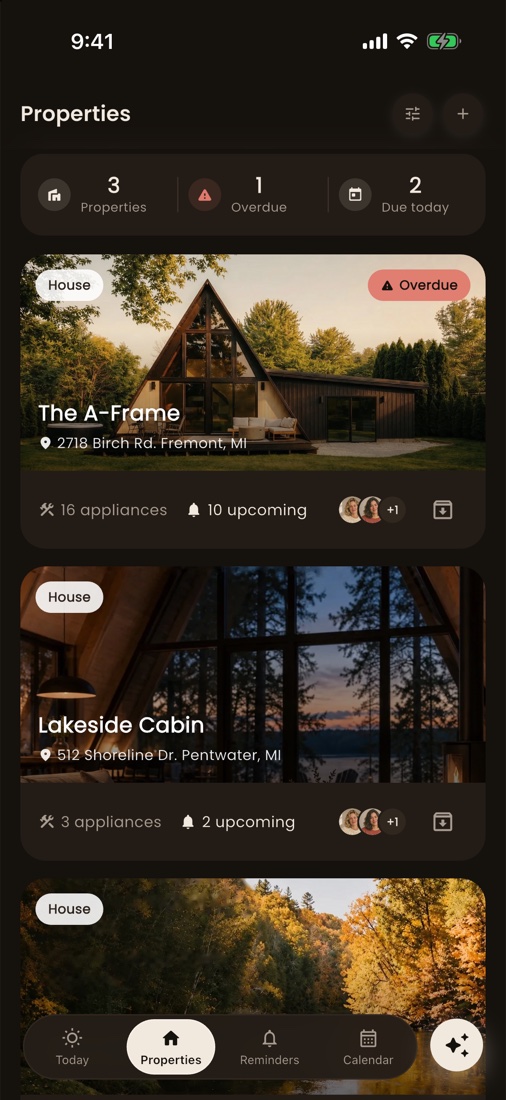 9:41
Properties
3
Properties
1
Overdue
2
Due today
House
Overdue
The A-Frame
2718 Birch Rd. Fremont, MI
16 appliances
10 upcoming
+1
House
Lakeside Cabin
512 Shoreline Dr. Pentwater, MI
3 appliances
2 upcoming
+1
House
Today
Properties
Reminders
Calendar